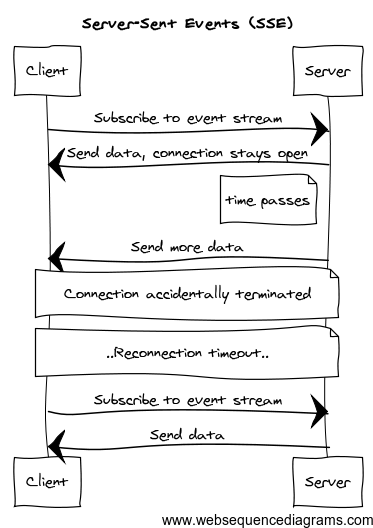 Server-Sent Events (SSE)
Client Server
Subscribe to event stream
Send data, connection stays open
time passes
Send more data
Connection accidentally terminated
..Reconnection timeout..
Subscribe to event stream
Send data
Client Server
www.websequencediagrams.com